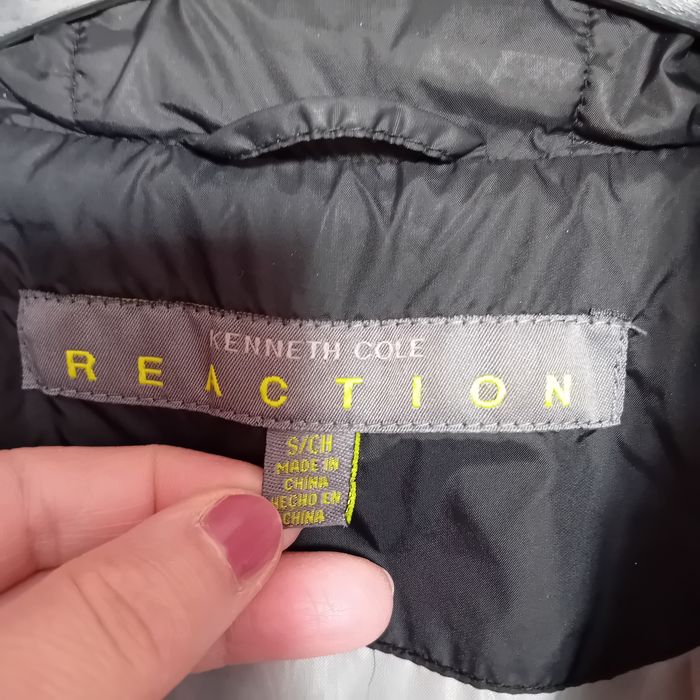 KENNETH COLE
REACTION
S/CH
MADE IN
CHINA
HECHO EN
CHINA